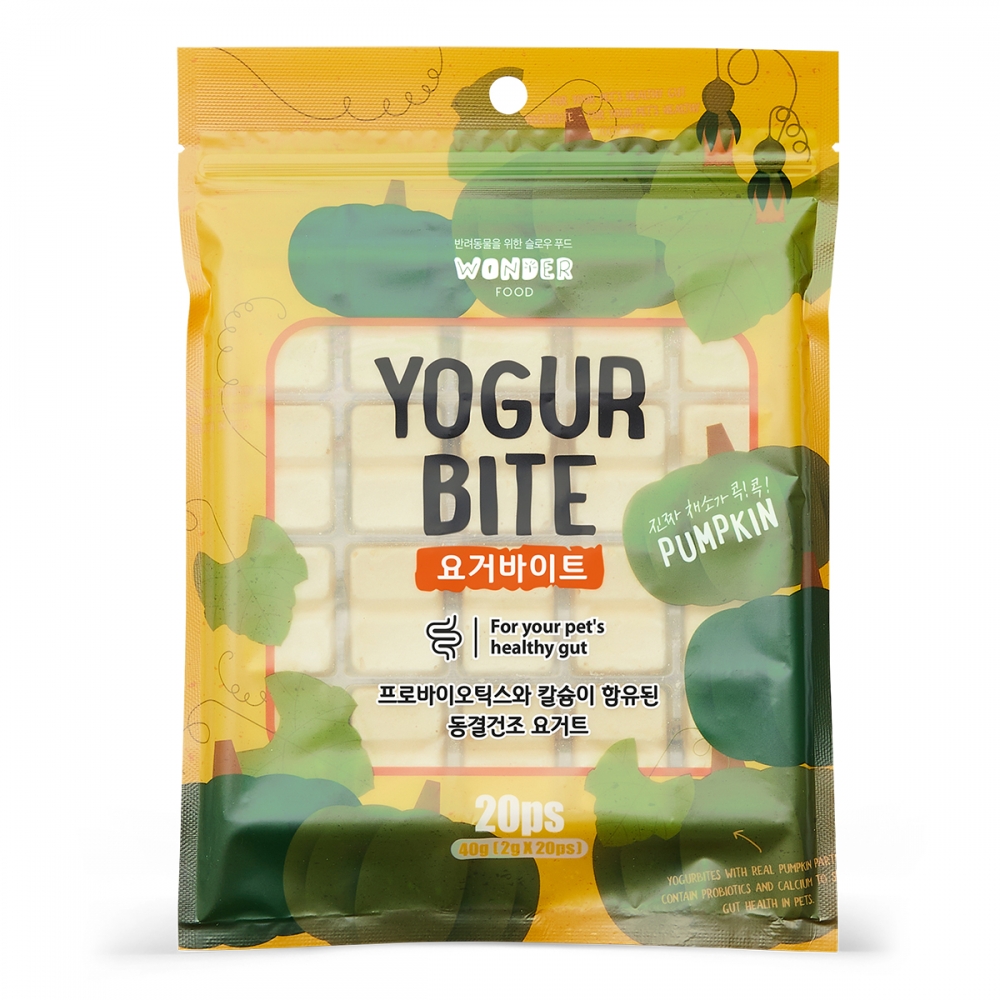 반려동물을 위한 슬로우 푸드
WONDER
FOOD
YOGUR
BITE
요거바이트
진짜 채소가 콕!콕!
PUMPKIN
For your pet's
healthy gut
프로바이오틱스와 칼슘이 함유된
동결건조 요거트
20ps
40g (2g X 20ps)
YOGURBITES WITH REAL PUMPKIN PART
CONTAIN PROBIOTICS AND CALCIUM TO
GUT HEALTH IN PETS.